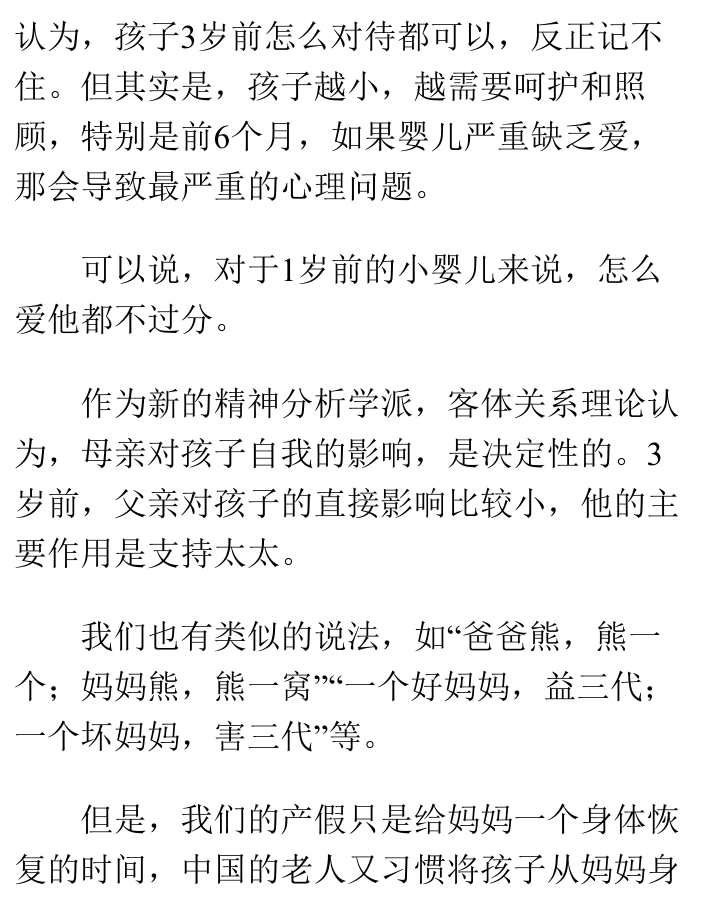 认为，孩子3岁前怎么对待都可以，反正记不
住。但其实是，孩子越小，越需要呵护和照
顾，特别是前6个月，如果婴儿严重缺乏爱，
那会导致最严重的心理问题。
可以说，对于1岁前的小婴儿来说，怎么
爱他都不过分。
作为新的精神分析学派，客体关系理论认
为，母亲对孩子自我的影响，是决定性的。3
岁前，父亲对孩子的直接影响比较小，他的主
要作用是支持太太。
我们也有类似的说法，如“爸爸熊，熊一
个；妈妈熊，熊一窝”“一个好妈妈，益三代；
一个坏妈妈，害三代”等。
但是，我们的产假只是给妈妈一个身体恢
复的时间，中国的老人又习惯将孩子从妈妈身